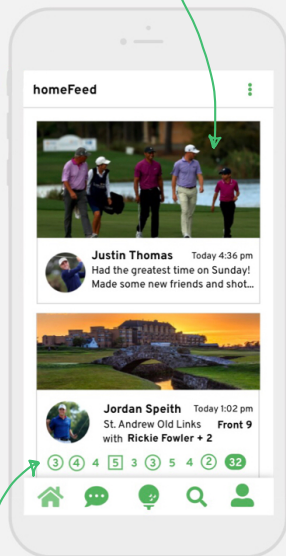 homeFeed
Justin Thomas Today 4:36 pm
Had the greatest time on Sunday!
Made some new friends and shot...
Jordan Speith Today 1:02 pm
St. Andrew Old Links Front 9
with Rickie Fowler + 2
3 4 4 5 3 3 5 4 2 32